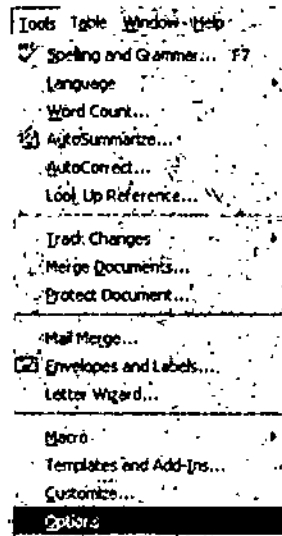 Tools Table Window Help
Spelling and Grammar... F7
Language
Word Count...
AutoSummarize...
AutoCorrect...
Look Up Reference...
Track Changes
Merge Documents...
Protect Document...
Mail Merge...
Envelopes and Labels...
Letter Wizard...
Macro
Templates and Add-Ins...
Customize...
Options